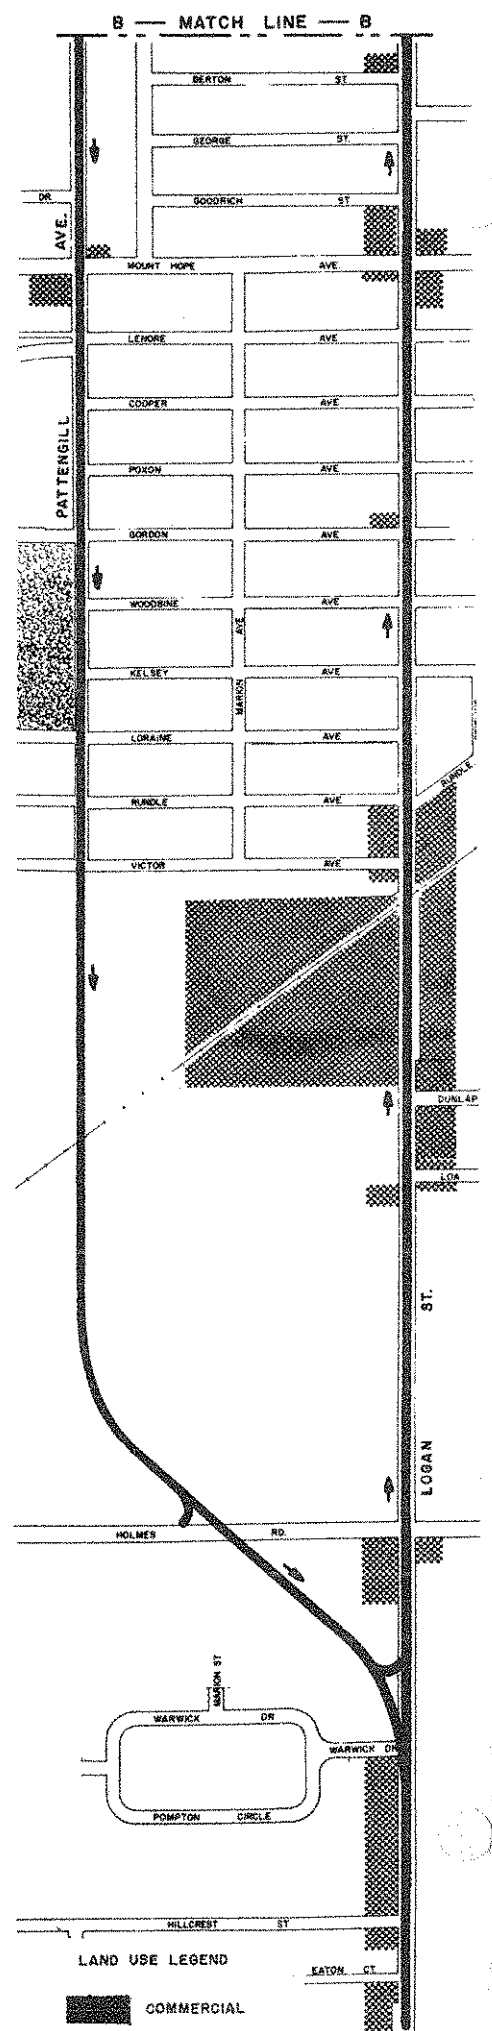 B — MATCH LINE — B
BERTON ST.
GEORGE ST.
DR.
GOODRICH ST
AVE.
MOUNT HOPE AVE.
LENORE AVE
COOPER AVE
PATTENGILL
POXON AVE
GORDON AVE
WOODBINE AVE
AVE
KELSEY AVE
MARION
LORAINE AVE
RUNDLE
RUNDLE AVE
VICTOR AVE
DUNLAP
LOA
ST.
LOGAN
HOLMES RD.
MARION ST
WARWICK DR
WARWICK DR
POMPTON CIRCLE
HILLCREST ST
LAND USE LEGEND
EATON CT.
COMMERCIAL